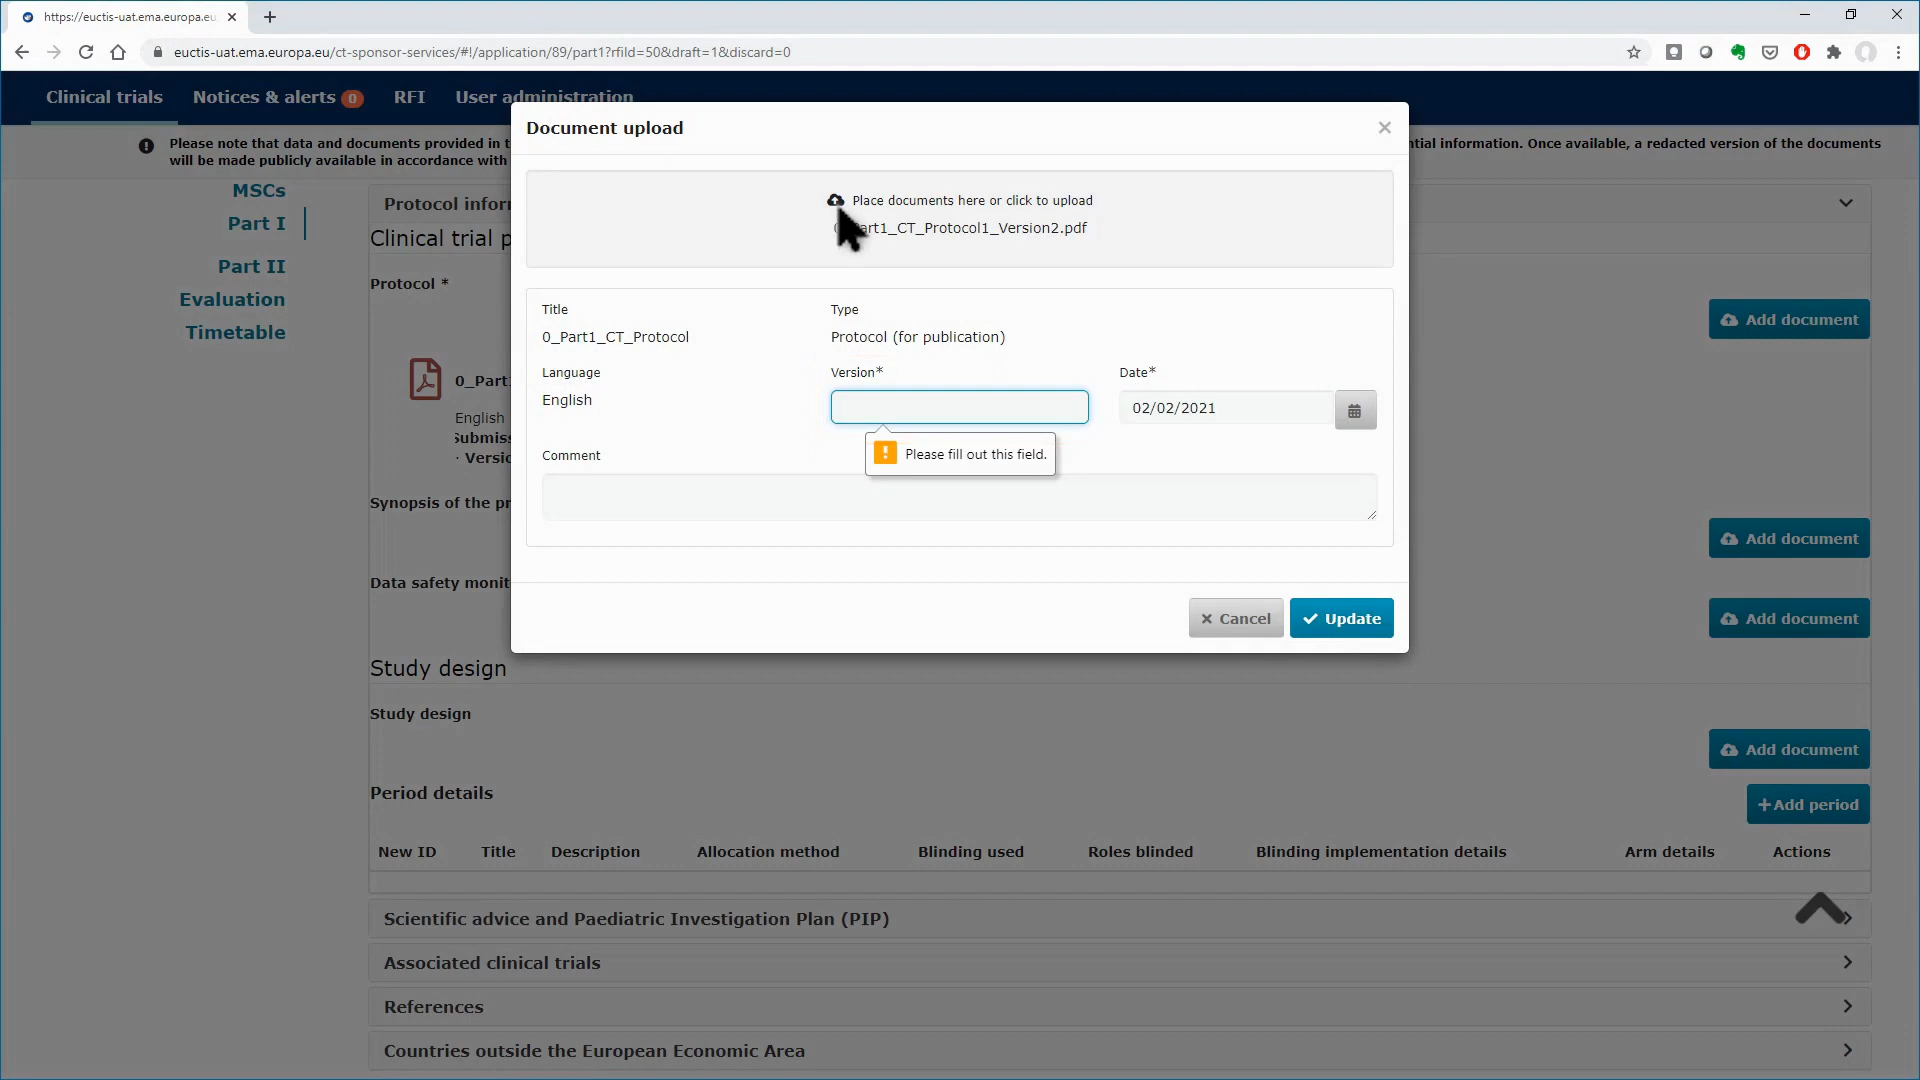 https://euctis-uat.ema.europa.eu
euctis-uat.ema.europa.eu/ct-sponsor-services/#!/application/89/part1?rfiId=50&draft=1&discard=0
Clinical trials
Notices & alerts 0
RFI
User administration
Please note that data and documents provided in t
ntial information. Once available, a redacted version of the documents
will be made publicly available in accordance with
MSCs
Part I
Part II
Evaluation
Timetable
Protocol infor
Clinical trial p
Protocol *
Add document
0_Part1
English
Submiss
· Versio
Synopsis of the pr
Add document
Data safety monit
Add document
Study design
Study design
Add document
Period details
+Add period
New ID Title Description Allocation method Blinding used Roles blinded Blinding implementation details Arm details Actions
Scientific advice and Paediatric Investigation Plan (PIP)
Associated clinical trials
References
Countries outside the European Economic Area
Document upload
Place documents here or click to upload
art1_CT_Protocol1_Version2.pdf
Title
0_Part1_CT_Protocol
Type
Protocol (for publication)
Language
English
Version*
Date*
02/02/2021
Please fill out this field.
Comment
Cancel
Update